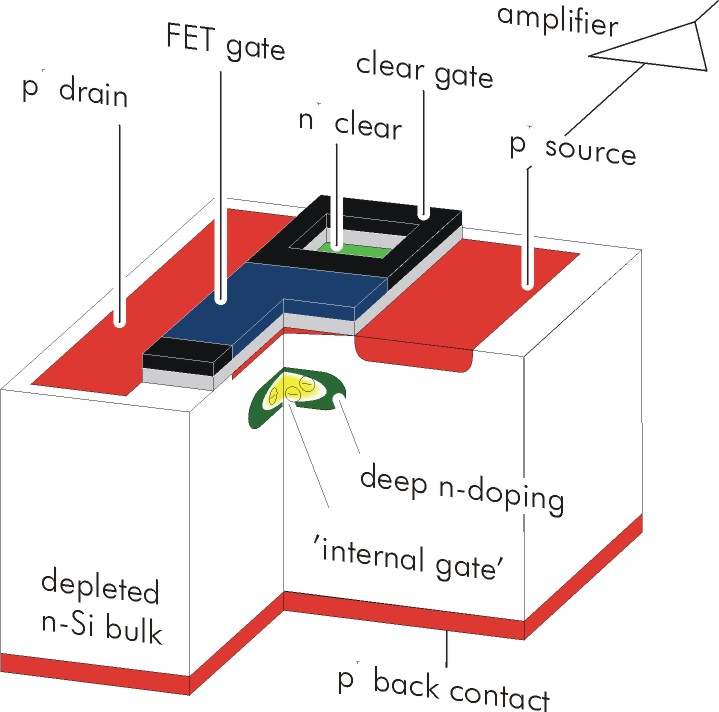 amplifier
FET gate
clear gate
p⁺ drain
n⁺ clear
p⁺ source
deep n-doping
'internal gate'
depleted
n-Si bulk
p⁺ back contact